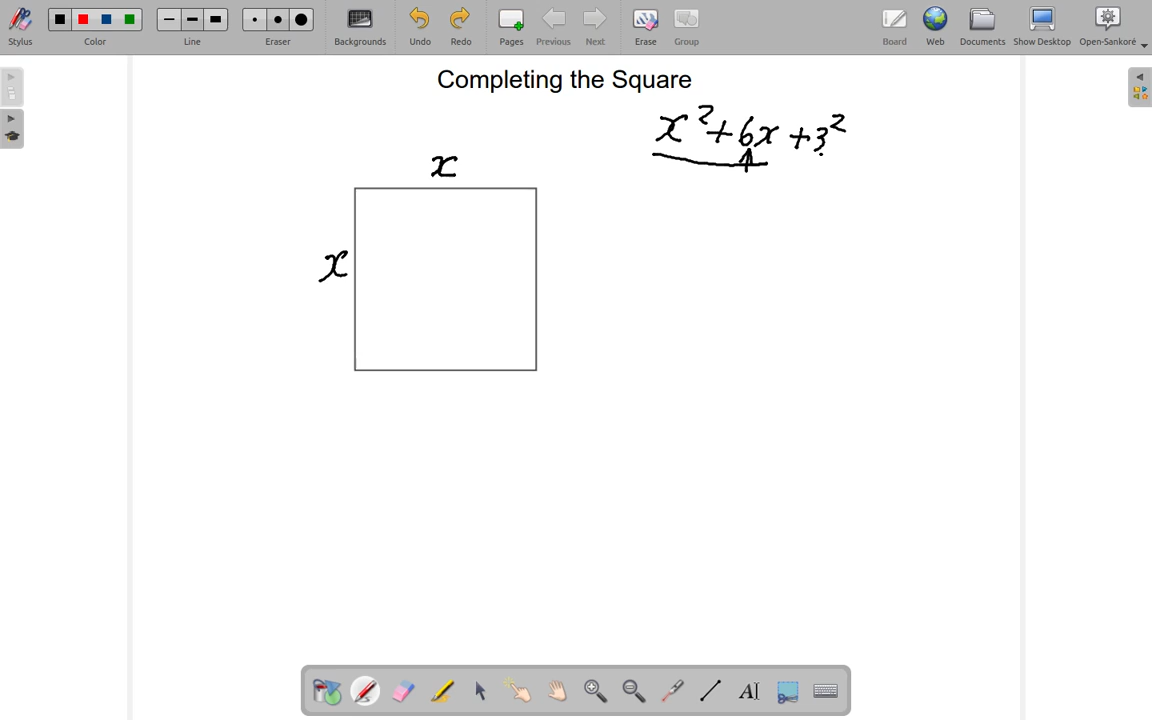 Stylus Color Line Eraser Backgrounds Undo Redo Pages Previous Next Erase Group Board Web Documents Show Desktop Open-Sankoré
Completing the Square
x² + 6x + 3²
x
x